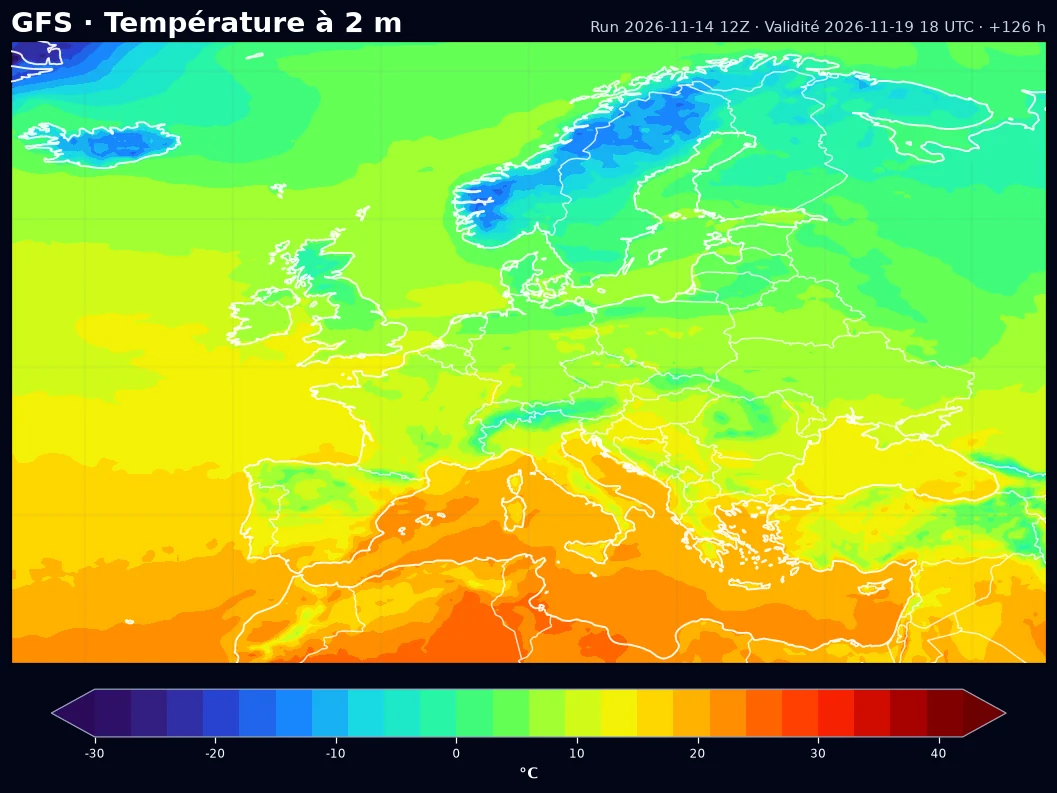 GFS · Température à 2 m
Run 2026-11-14 12Z · Validité 2026-11-19 18 UTC · +126 h
-30 -20 -10 0 10 20 30 40
°C